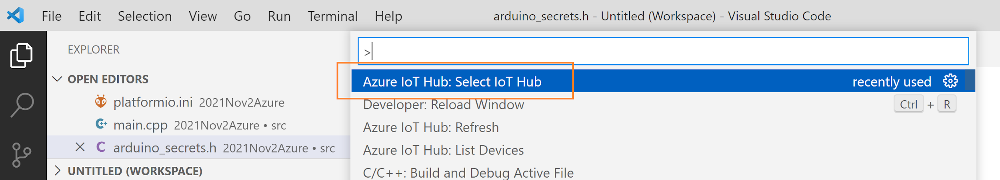 File Edit Selection View Go Run Terminal Help arduino_secrets.h - Untitled (Workspace) - Visual Studio Code
EXPLORER
>
OPEN EDITORS
Azure IoT Hub: Select IoT Hub recently used
platformio.ini 2021Nov2Azure
Developer: Reload Window Ctrl + R
main.cpp 2021Nov2Azure • src
Azure IoT Hub: Refresh
arduino_secrets.h 2021Nov2Azure • src
Azure IoT Hub: List Devices
UNTITLED (WORKSPACE)
C/C++: Build and Debug Active File